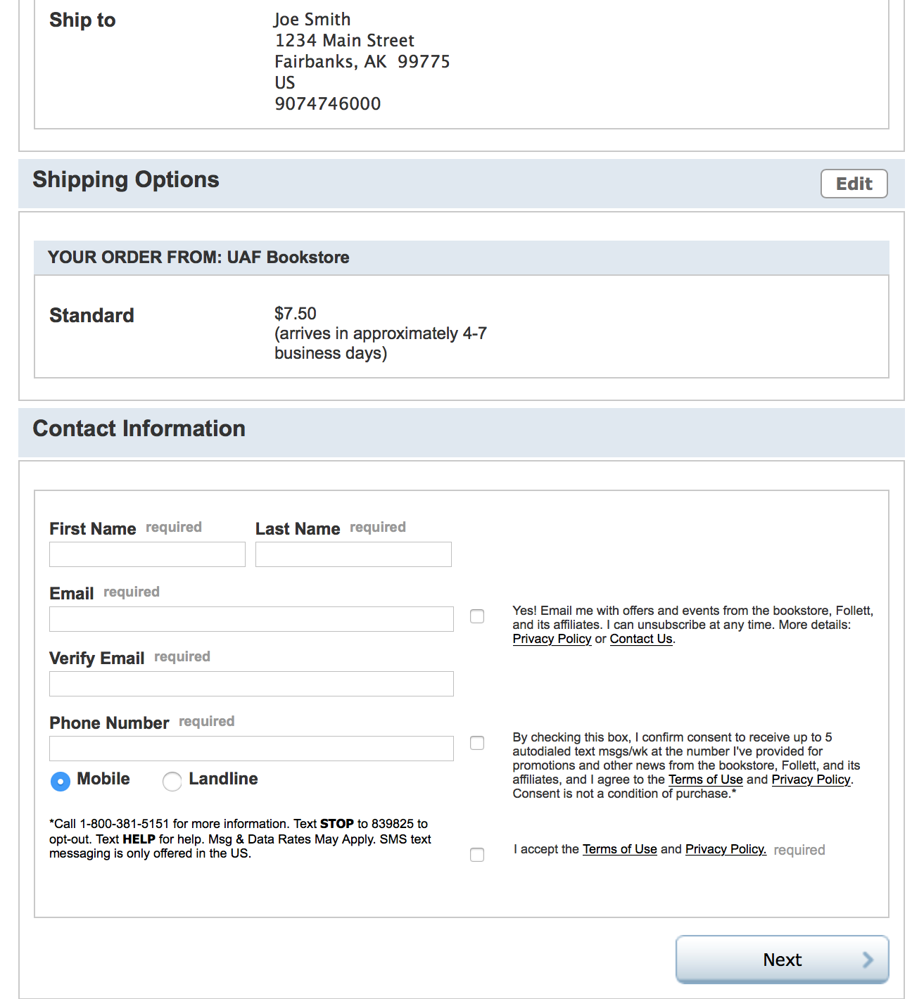 Ship to
Joe Smith
1234 Main Street
Fairbanks, AK  99775
US
9074746000
Shipping Options
Edit
YOUR ORDER FROM: UAF Bookstore
Standard
$7.50
(arrives in approximately 4-7
business days)
Contact Information
First Name required
Last Name required
Email required
Yes! Email me with offers and events from the bookstore, Follett,
and its affiliates. I can unsubscribe at any time. More details:
Privacy Policy or Contact Us.
Verify Email required
Phone Number required
By checking this box, I confirm consent to receive up to 5
autodialed text msgs/wk at the number I've provided for
promotions and other news from the bookstore, Follett, and its
affiliates, and I agree to the Terms of Use and Privacy Policy.
Consent is not a condition of purchase.*
Mobile
Landline
*Call 1-800-381-5151 for more information. Text STOP to 839825 to
opt-out. Text HELP for help. Msg & Data Rates May Apply. SMS text
messaging is only offered in the US.
I accept the Terms of Use and Privacy Policy. required
Next